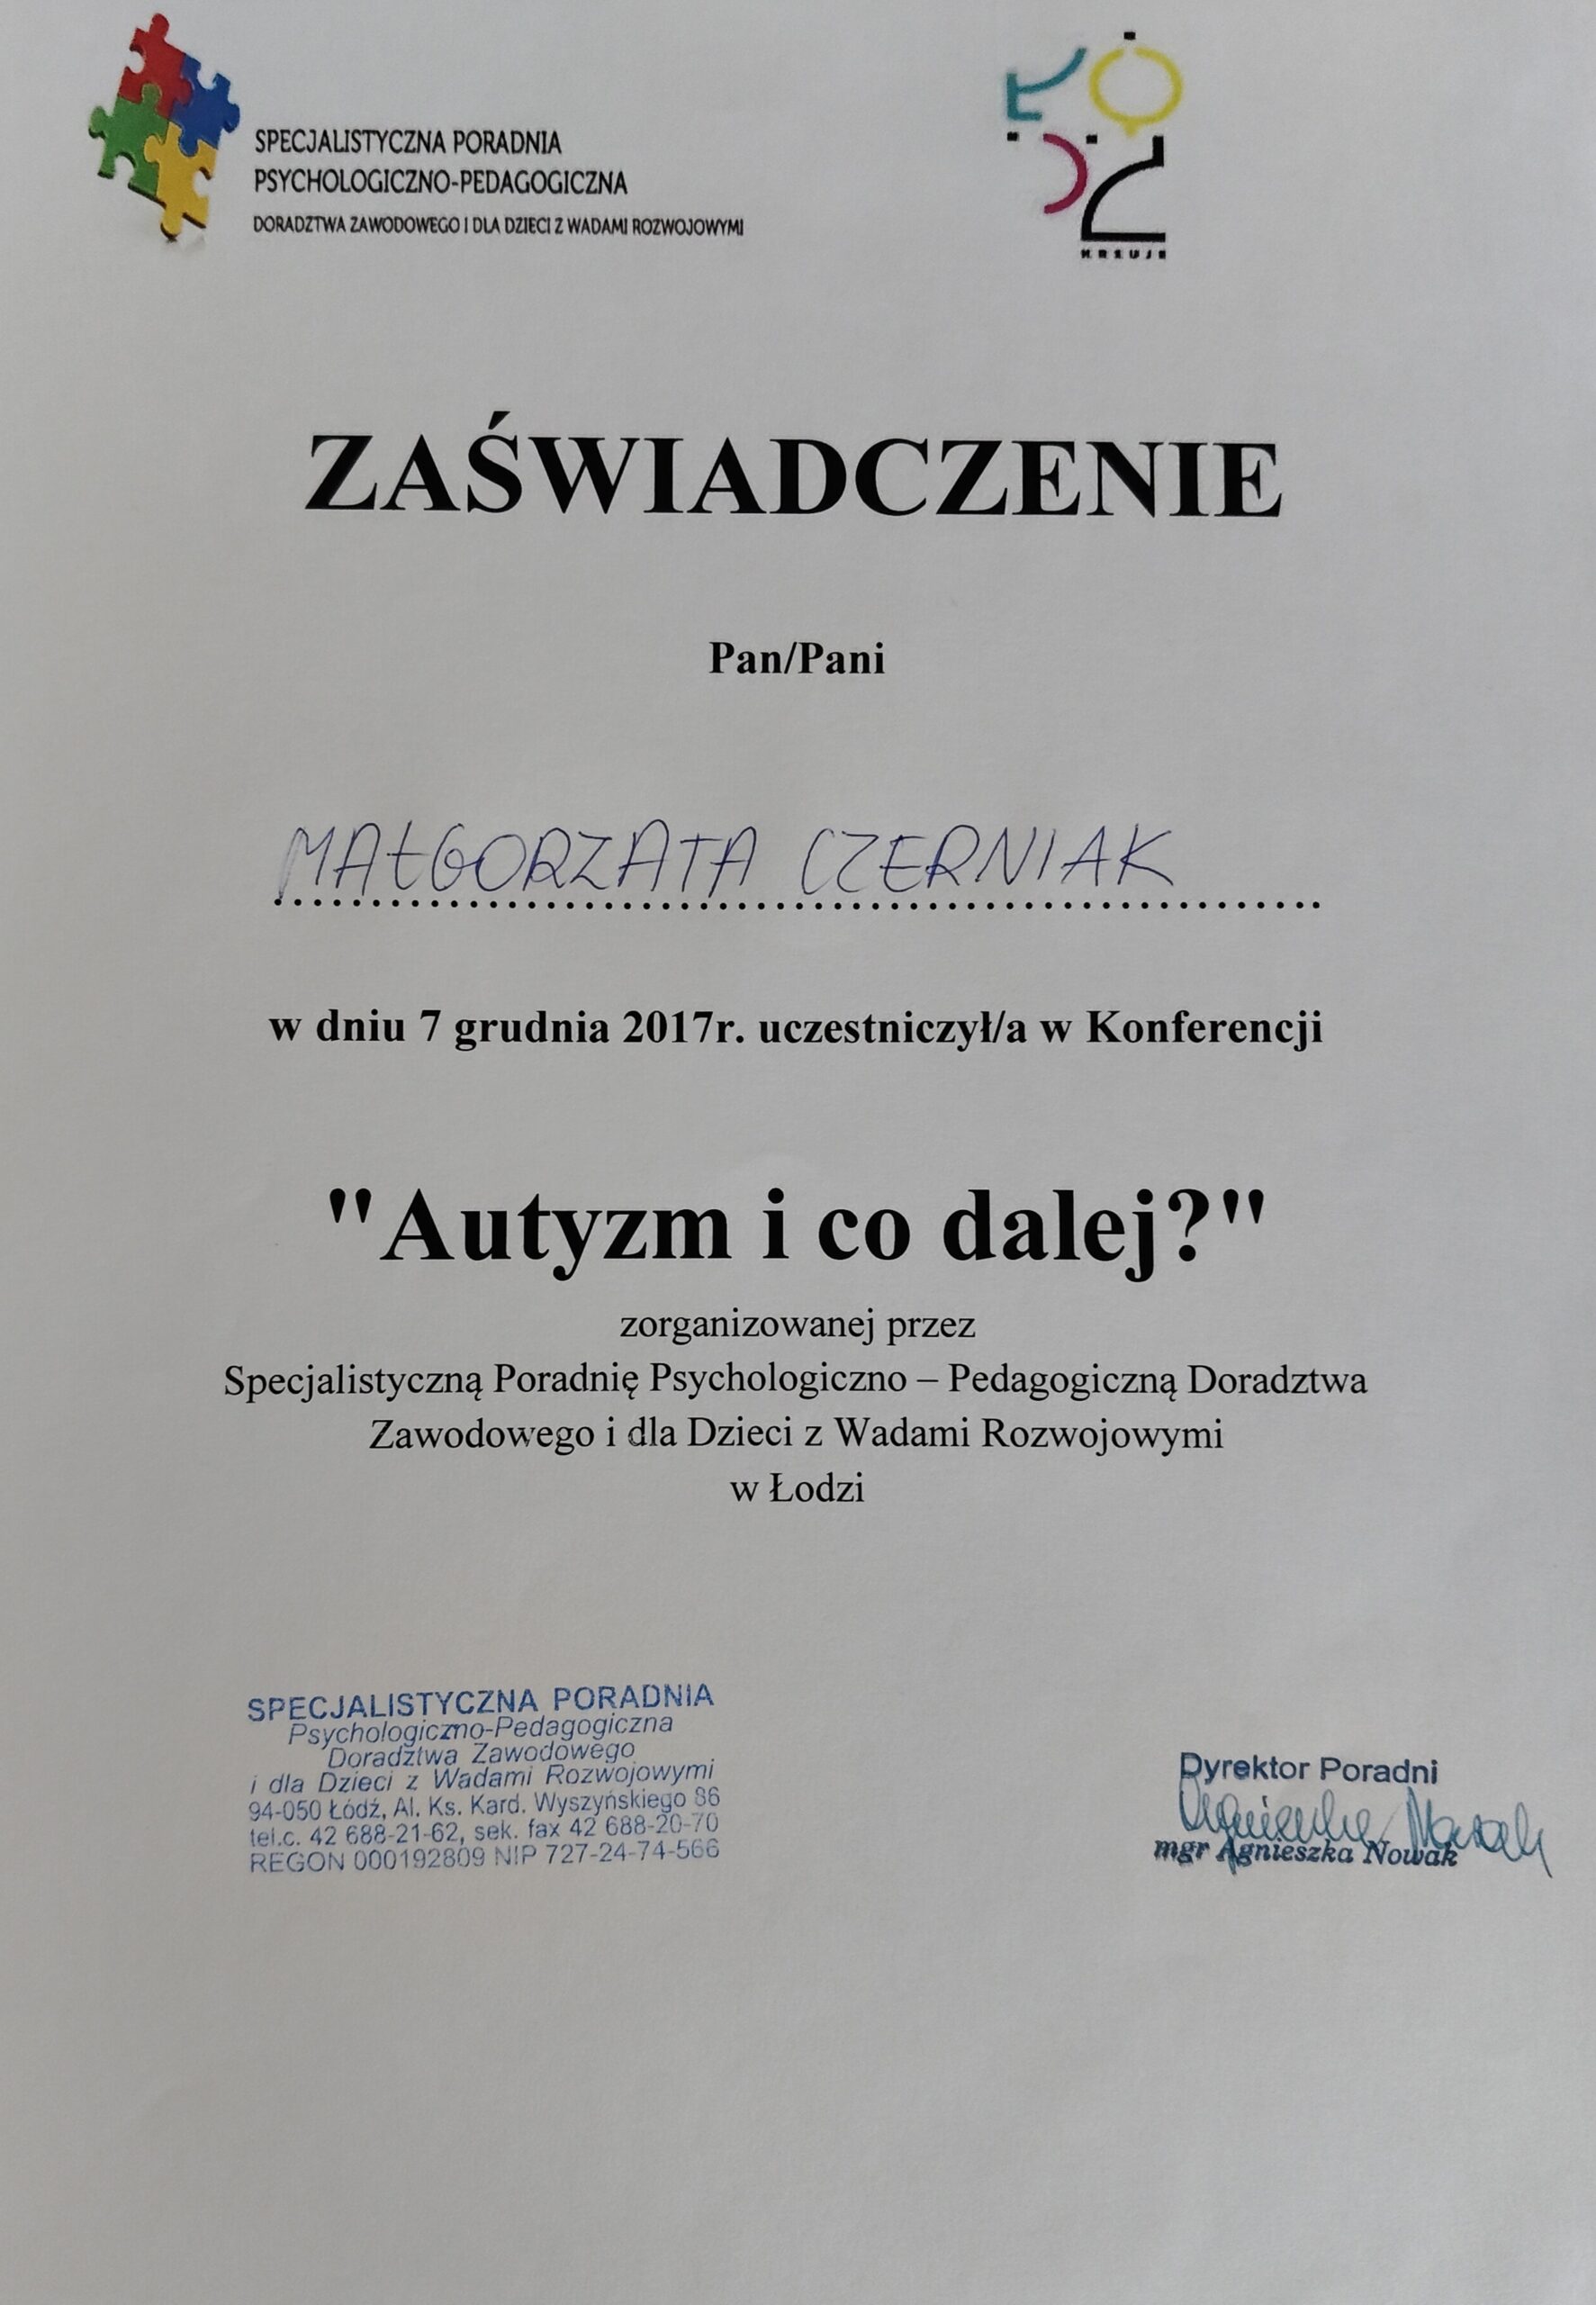 SPECJALISTYCZNA PORADNIA
PSYCHOLOGICZNO-PEDAGOGICZNA
DORADZTWA ZAWODOWEGO I DLA DZIECI Z WADAMI ROZWOJOWYMI
ŁÓDŹ
KREUJE
ZAŚWIADCZENIE
Pan/Pani
MAŁGORZATA CZERNIAK
w dniu 7 grudnia 2017r. uczestniczył/a w Konferencji
"Autyzm i co dalej?"
zorganizowanej przez
Specjalistyczną Poradnię Psychologiczno – Pedagogiczną Doradztwa
Zawodowego i dla Dzieci z Wadami Rozwojowymi
w Łodzi
SPECJALISTYCZNA PORADNIA
Psychologiczno-Pedagogiczna
Doradztwa Zawodowego
i dla Dzieci z Wadami Rozwojowymi
94-050 Łódź, Al. Ks. Kard. Wyszyńskiego 86
tel.c. 42 688-21-62, sek. fax 42 688-20-70
REGON 000192809 NIP 727-24-74-566
Dyrektor Poradni
Agnieszka Nowak
mgr Agnieszka Nowak